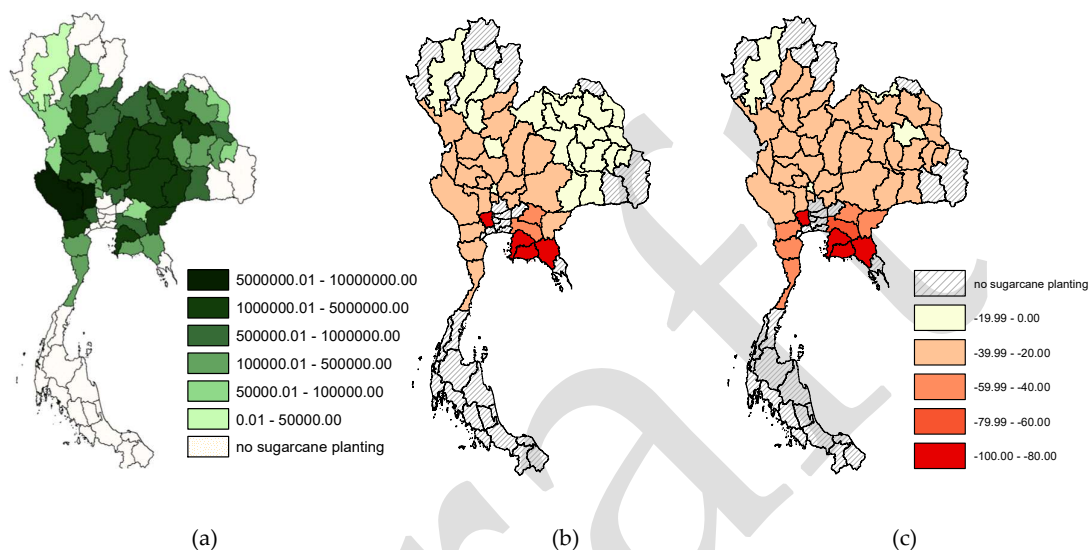 5000000.01 - 10000000.00
1000000.01 - 5000000.00
500000.01 - 1000000.00
100000.01 - 500000.00
50000.01 - 100000.00
0.01 - 50000.00
no sugarcane planting
no sugarcane planting
-19.99 - 0.00
-39.99 - -20.00
-59.99 - -40.00
-79.99 - -60.00
-100.00 - -80.00
(a)
(b)
(c)